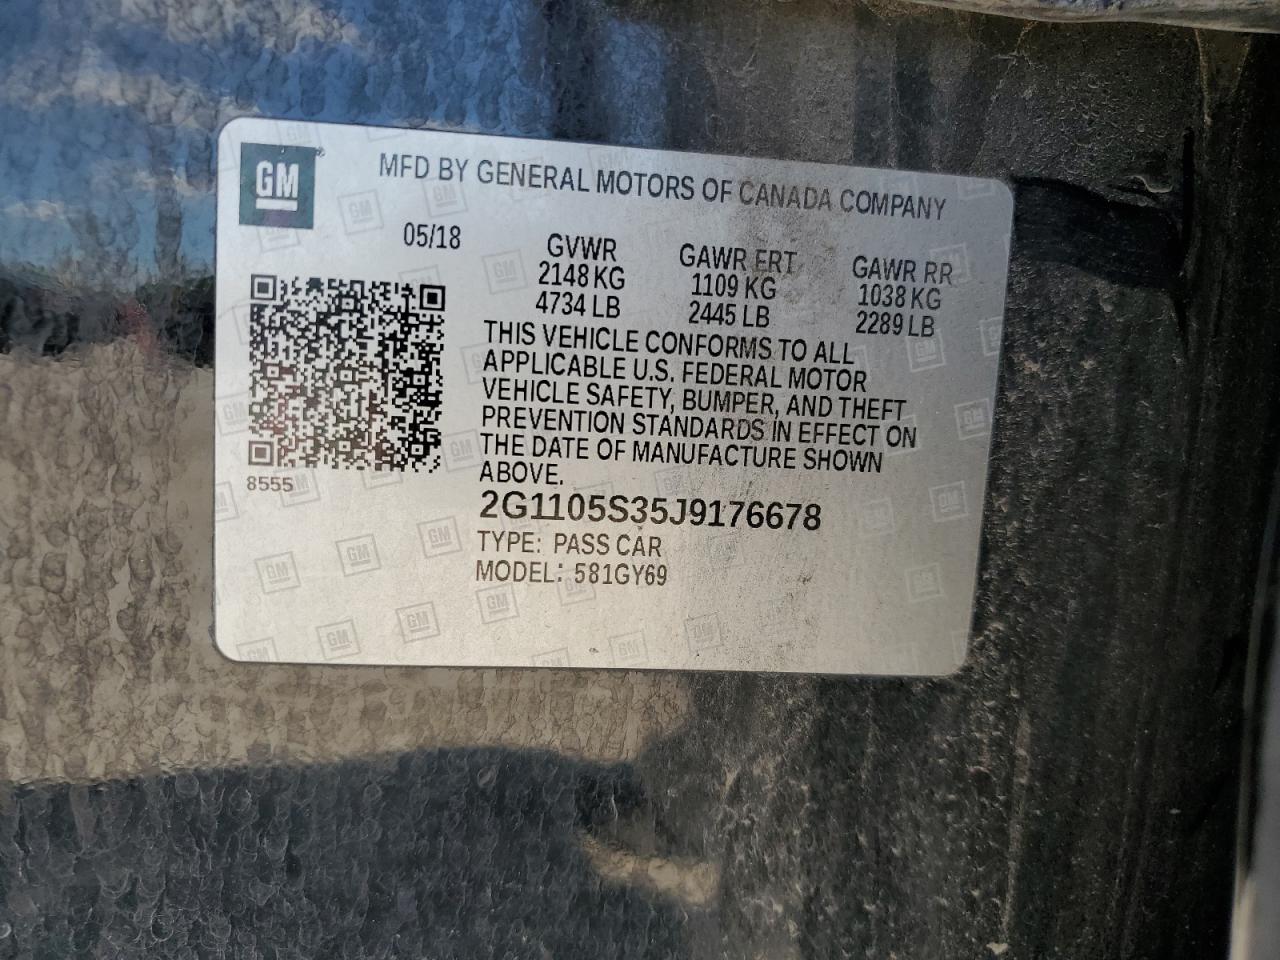 GM
MFD BY GENERAL MOTORS OF CANADA COMPANY
05/18
GVWR
2148 KG
4734 LB
GAWR FRT
1109 KG
2445 LB
GAWR RR
1038 KG
2289 LB
THIS VEHICLE CONFORMS TO ALL
APPLICABLE U.S. FEDERAL MOTOR
VEHICLE SAFETY, BUMPER, AND THEFT
PREVENTION STANDARDS IN EFFECT ON
THE DATE OF MANUFACTURE SHOWN
ABOVE.
8555
2G1105S35J9176678
TYPE: PASS CAR
MODEL: 581GY69